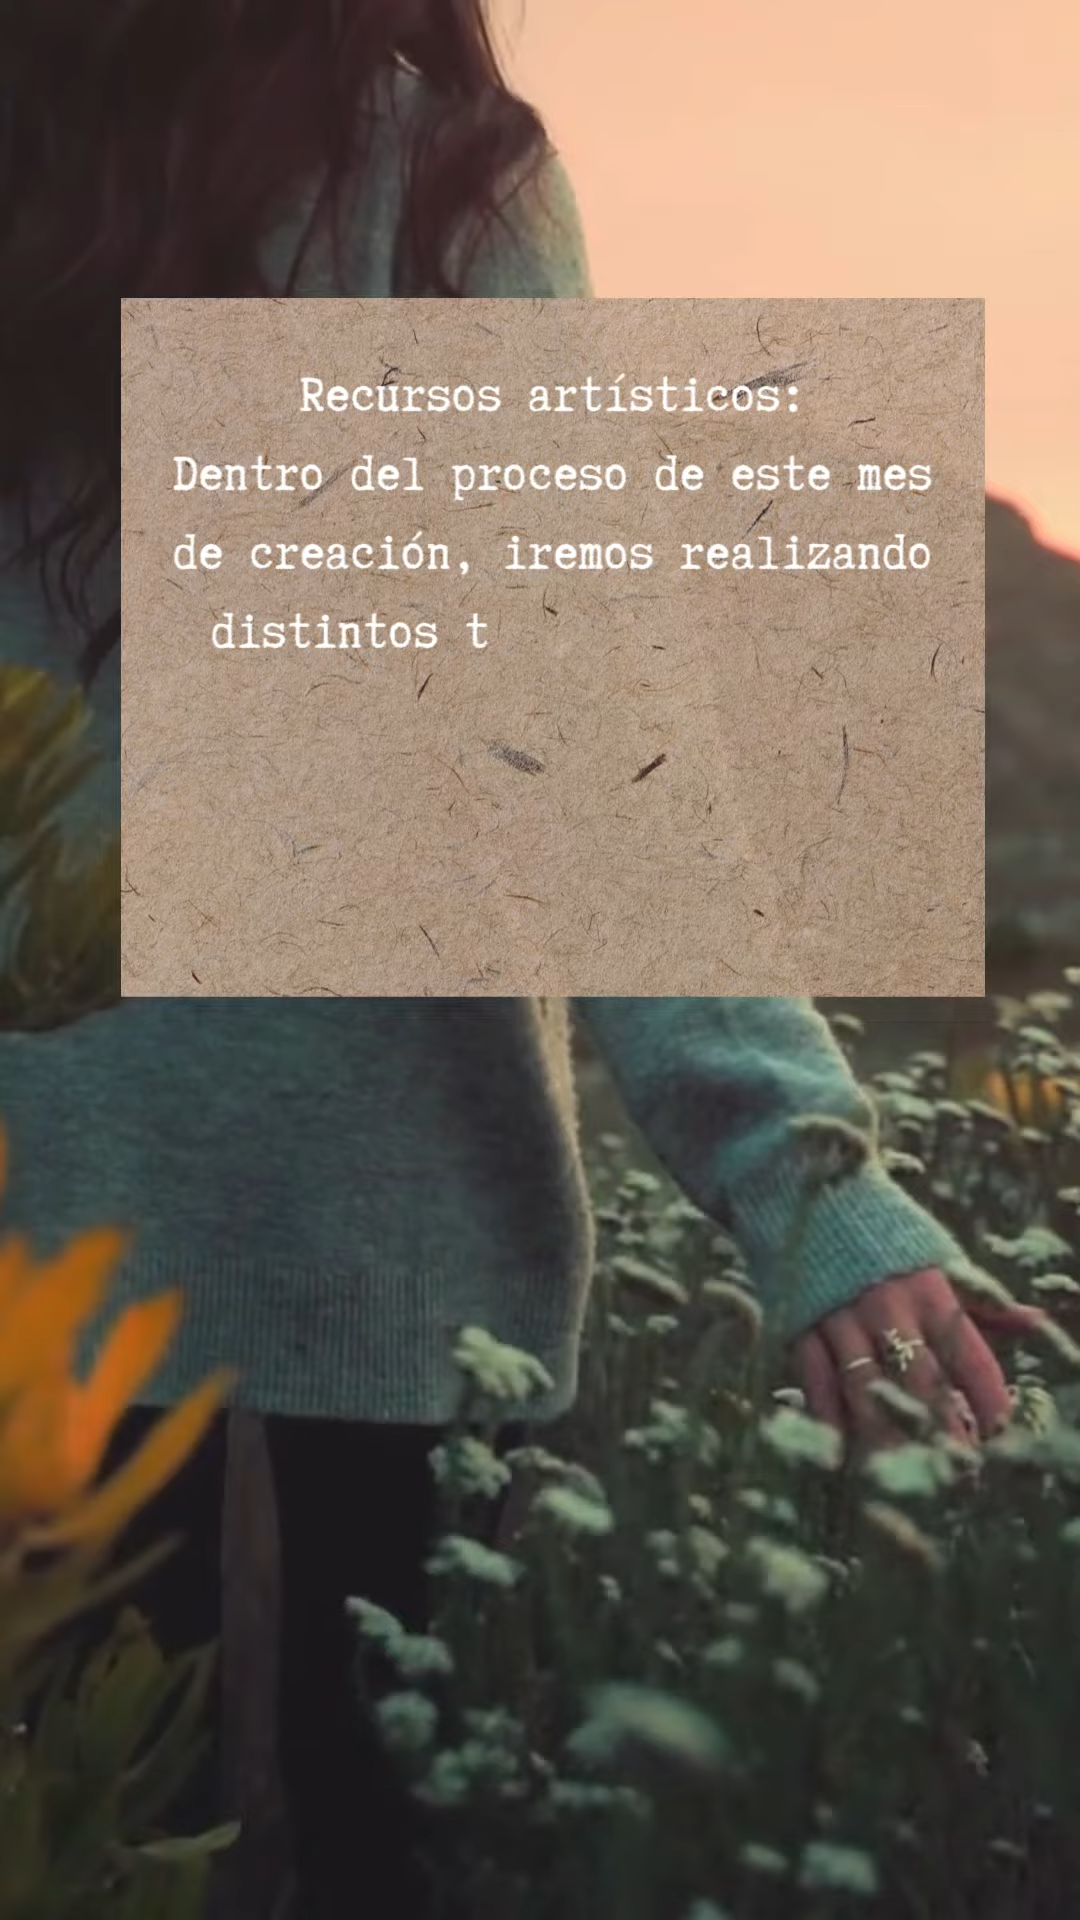 Recursos artísticos:
Dentro del proceso de este mes
de creación, iremos realizando
distintos t